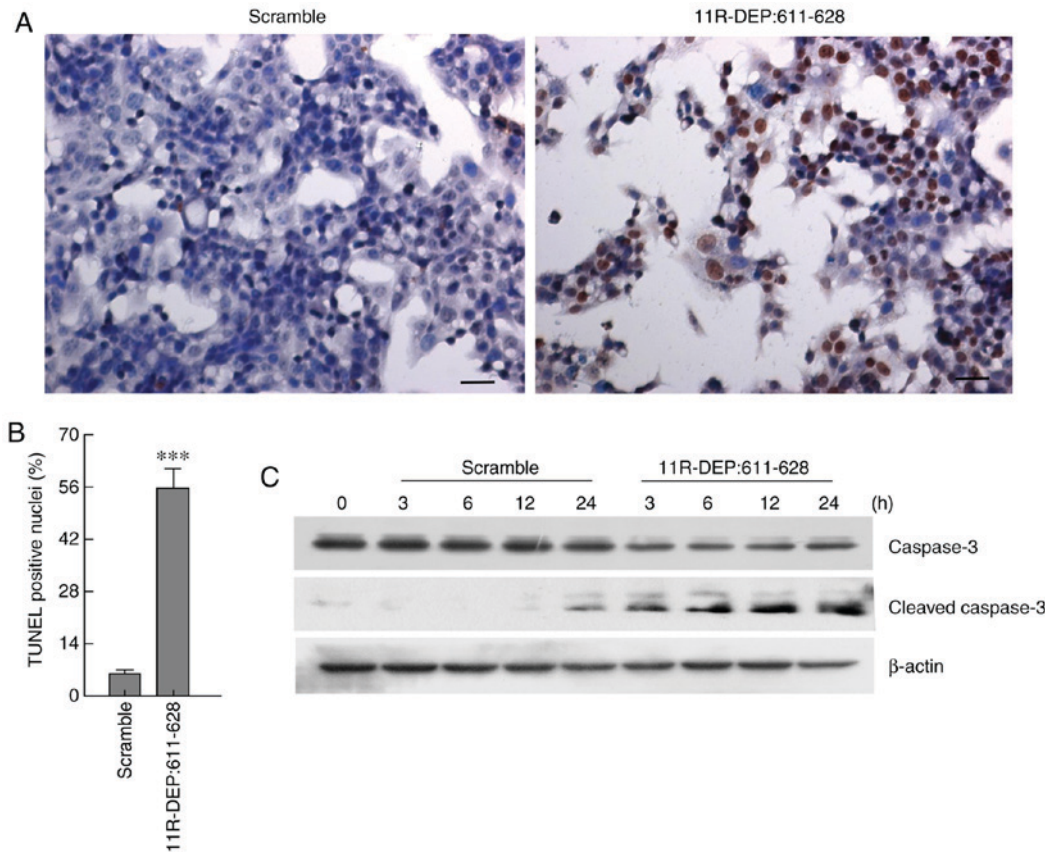 A
Scramble
11R-DEP:611-628
B
TUNEL positive nuclei (%)
70
56
42
28
14
0
***
Scramble
11R-DEP:611-628
C
Scramble
11R-DEP:611-628
0 3 6 12 24 3 6 12 24 (h)
Caspase-3
Cleaved caspase-3
β-actin